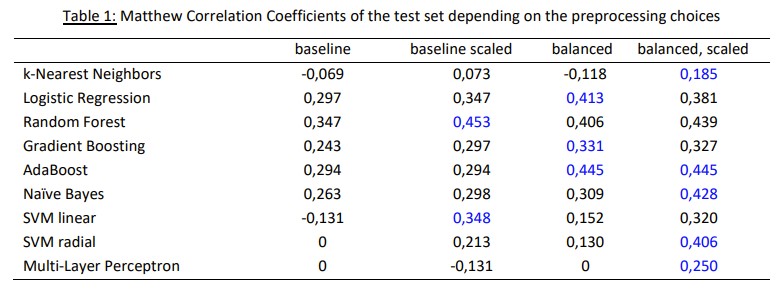 Table 1: Matthew Correlation Coefficients of the test set depending on the preprocessing choices
baseline baseline scaled balanced balanced, scaled
k-Nearest Neighbors -0,069 0,073 -0,118 0,185
Logistic Regression 0,297 0,347 0,413 0,381
Random Forest 0,347 0,453 0,406 0,439
Gradient Boosting 0,243 0,297 0,331 0,327
AdaBoost 0,294 0,294 0,445 0,445
Naïve Bayes 0,263 0,298 0,309 0,428
SVM linear -0,131 0,348 0,152 0,320
SVM radial 0 0,213 0,130 0,406
Multi-Layer Perceptron 0 -0,131 0 0,250